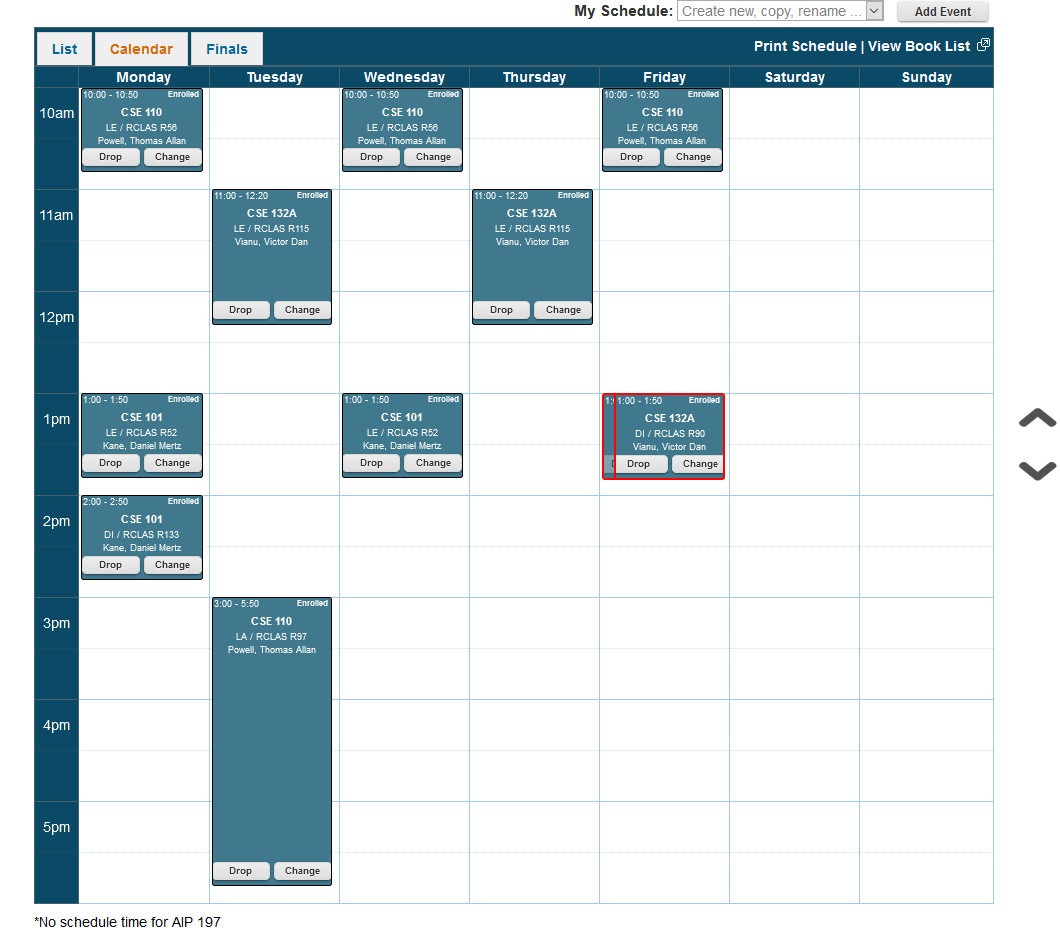 My Schedule: Create new, copy, rename ... Add Event
List Calendar Finals Print Schedule | View Book List
Monday Tuesday Wednesday Thursday Friday Saturday Sunday
10am
10:00 - 10:50 Enrolled
CSE 110
LE / RCLAS R56
Powell, Thomas Allan
Drop Change
10:00 - 10:50 Enrolled
CSE 110
LE / RCLAS R56
Powell, Thomas Allan
Drop Change
10:00 - 10:50 Enrolled
CSE 110
LE / RCLAS R56
Powell, Thomas Allan
Drop Change
11am
11:00 - 12:20 Enrolled
CSE 132A
LE / RCLAS R115
Vianu, Victor Dan
Drop Change
11:00 - 12:20 Enrolled
CSE 132A
LE / RCLAS R115
Vianu, Victor Dan
Drop Change
12pm
1pm
1:00 - 1:50 Enrolled
CSE 101
LE / RCLAS R52
Kane, Daniel Mertz
Drop Change
1:00 - 1:50 Enrolled
CSE 101
LE / RCLAS R52
Kane, Daniel Mertz
Drop Change
1:00 - 1:50 Enrolled
CSE 132A
DI / RCLAS R90
Vianu, Victor Dan
Drop Change
2pm
2:00 - 2:50 Enrolled
CSE 101
DI / RCLAS R133
Kane, Daniel Mertz
Drop Change
3pm
3:00 - 5:50 Enrolled
CSE 110
LA / RCLAS R97
Powell, Thomas Allan
4pm
5pm
Drop Change
*No schedule time for AIP 197